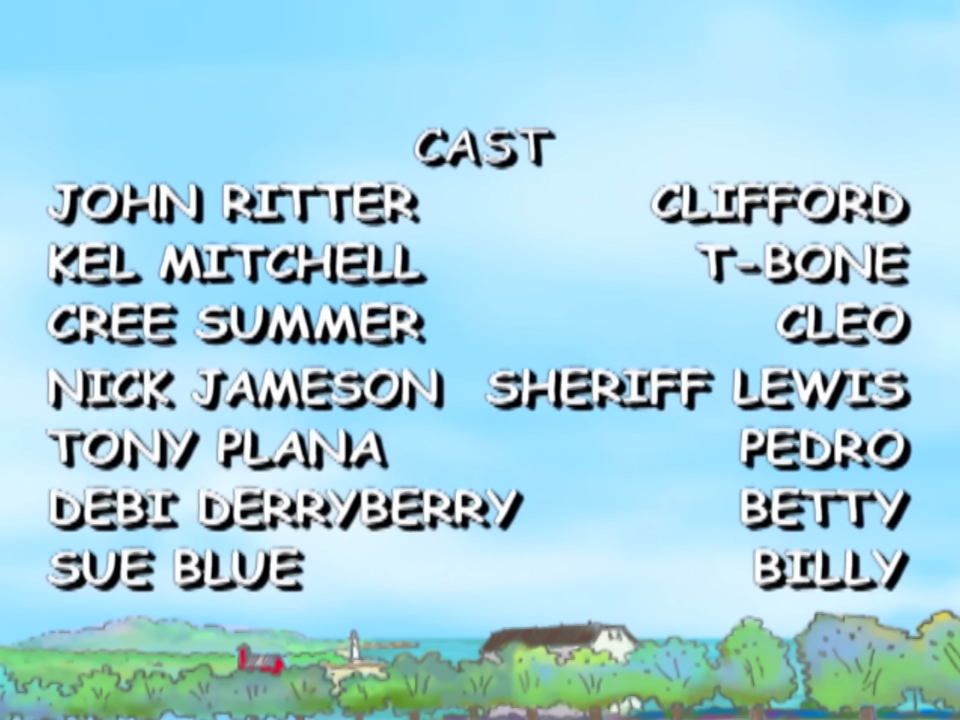 CAST
JOHN RITTER CLIFFORD
KEL MITCHELL T-BONE
CREE SUMMER CLEO
NICK JAMESON SHERIFF LEWIS
TONY PLANA PEDRO
DEBI DERRYBERRY BETTY
SUE BLUE BILLY